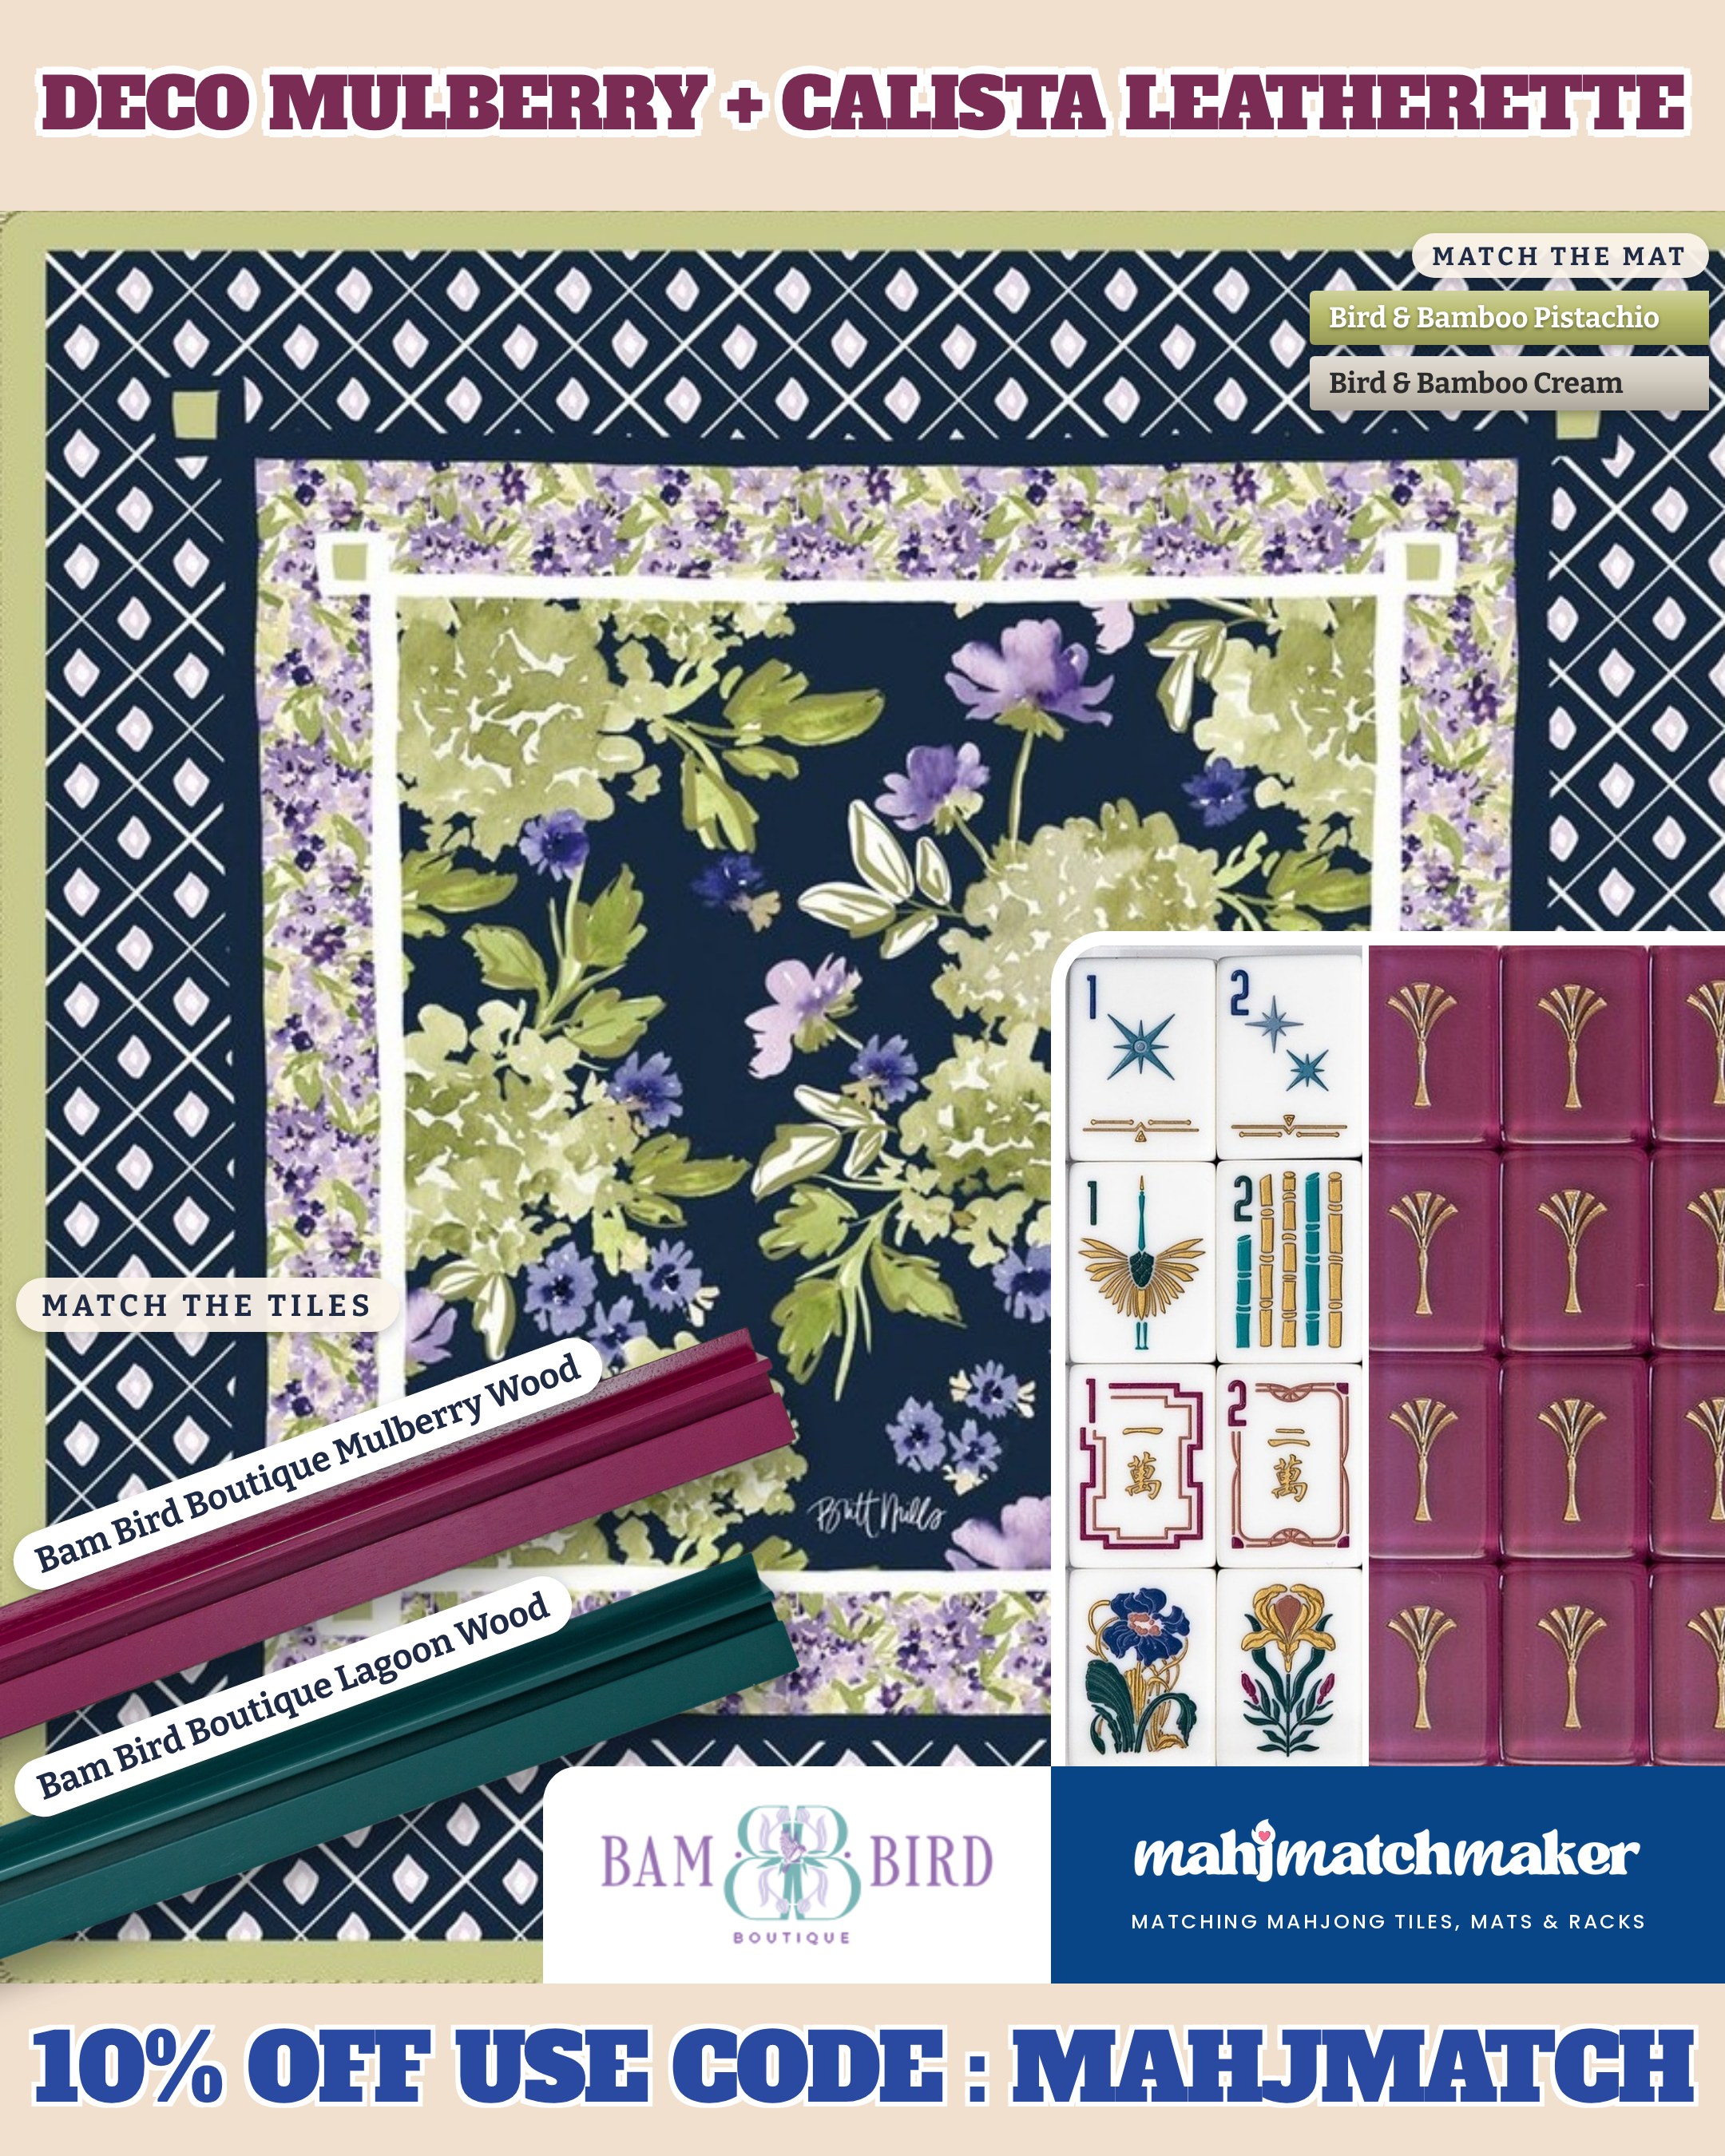 DECO MULBERRY + CALISTA LEATHERETTE
MATCH THE MAT
Bird & Bamboo Pistachio
Bird & Bamboo Cream
1
2
1
2
1
一
萬
2
二
萬
MATCH THE TILES
Bam Bird Boutique Mulberry Wood
Bam Bird Boutique Lagoon Wood
Britt Mills
BAM BIRD
BOUTIQUE
mahjmatchmaker
MATCHING MAHJONG TILES, MATS & RACKS
10% OFF USE CODE : MAHJMATCH